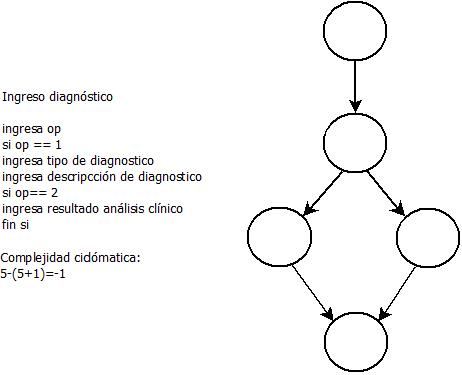 Ingreso diagnóstico
ingresa op
si op == 1
ingresa tipo de diagnostico
ingresa descripcción de diagnostico
si op== 2
ingresa resultado análisis clínico
fin si
Complejidad ciclómatica:
5-(5+1)=-1